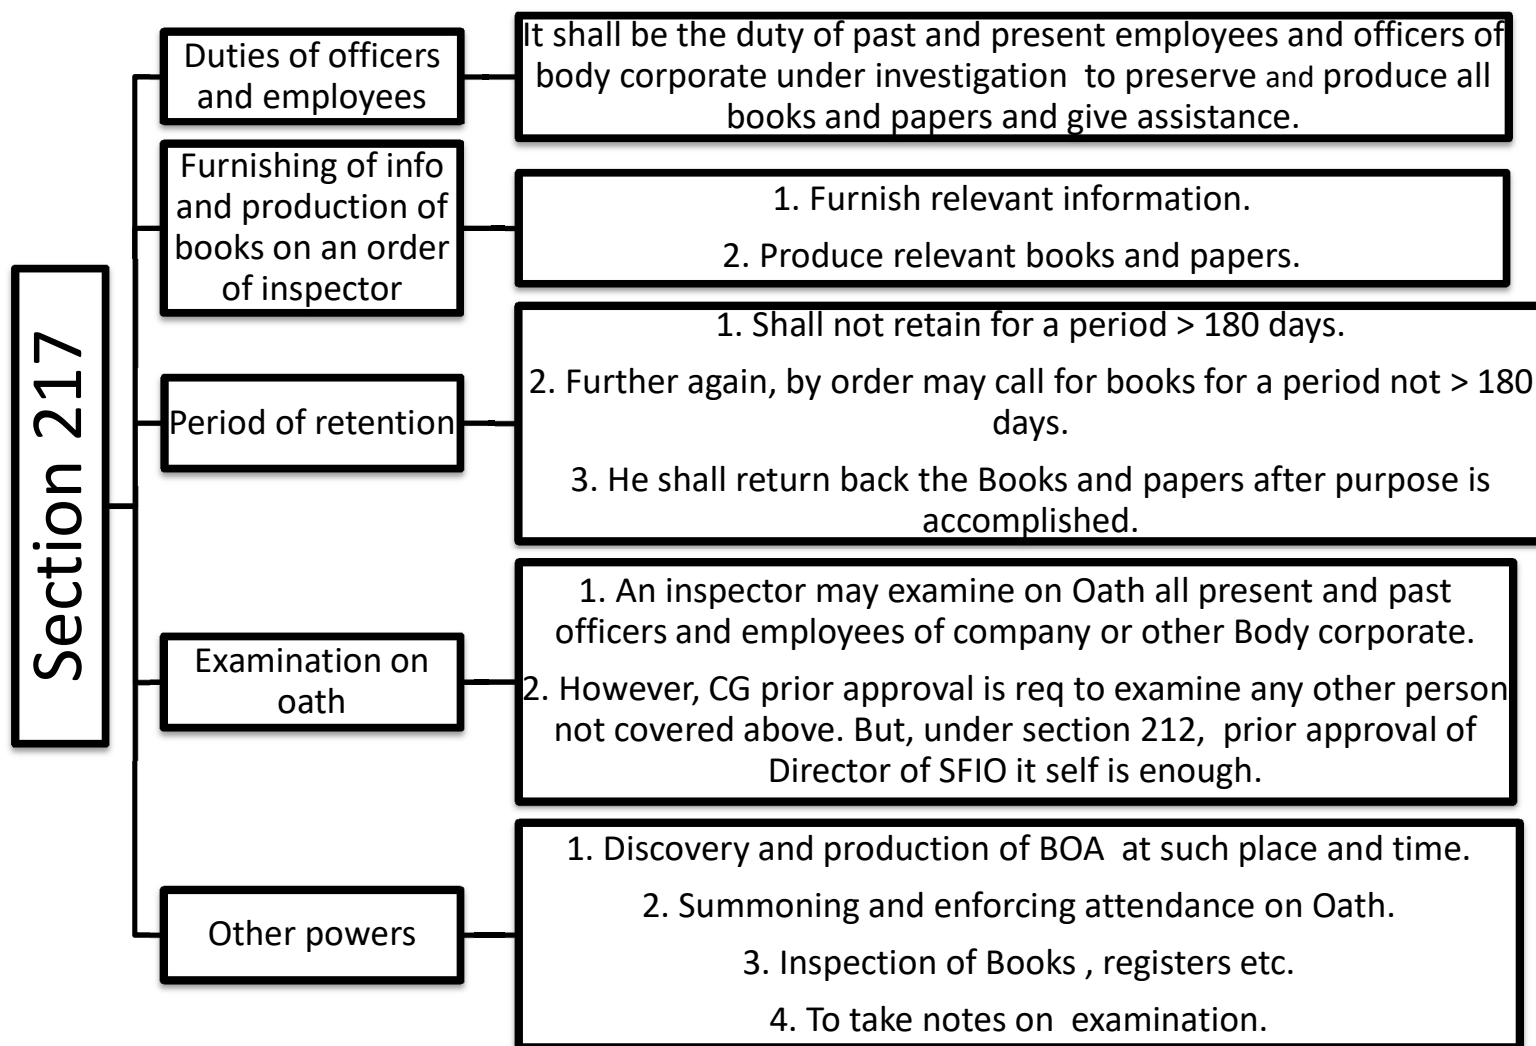 Section 217
Duties of officers
and employees
It shall be the duty of past and present employees and officers of
body corporate under investigation to preserve and produce all
books and papers and give assistance.
Furnishing of info
and production of
books on an order
of inspector
1. Furnish relevant information.
2. Produce relevant books and papers.
Period of retention
1. Shall not retain for a period > 180 days.
2. Further again, by order may call for books for a period not > 180
days.
3. He shall return back the Books and papers after purpose is
accomplished.
Examination on
oath
1. An inspector may examine on Oath all present and past
officers and employees of company or other Body corporate.
2. However, CG prior approval is req to examine any other person
not covered above. But, under section 212, prior approval of
Director of SFIO it self is enough.
Other powers
1. Discovery and production of BOA at such place and time.
2. Summoning and enforcing attendance on Oath.
3. Inspection of Books , registers etc.
4. To take notes on examination.